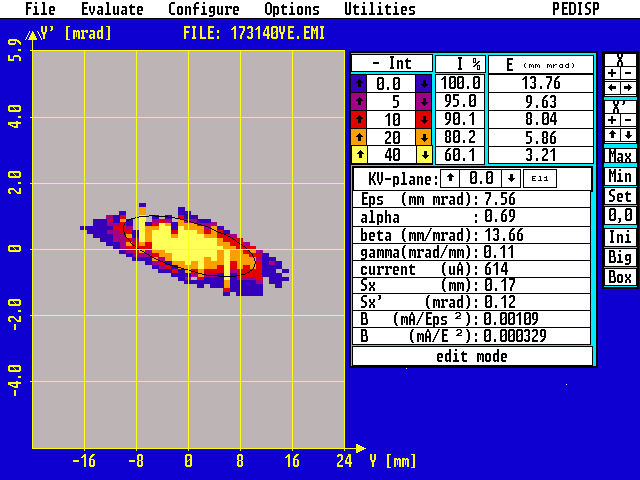 File Evaluate Configure Options Utilities PEDISP
Y' [mrad] FILE: 173140YE.EMI
5.9
4.0
2.0
0
-2.0
-4.0
-16 -8 0 8 16 24 Y [mm]
- Int I % E (mm mrad)
0.0 100.0 13.76
5 95.0 9.63
10 90.1 8.04
20 80.2 5.86
40 60.1 3.21
KV-plane: 0.0 Ell
Eps (mm mrad): 7.56
alpha : 0.69
beta (mm/mrad): 13.66
gamma(mrad/mm): 0.11
current (uA): 614
Sx (mm): 0.17
Sx' (mrad): 0.12
B (mA/Eps ²): 0.00109
B (mA/E ²): 0.000329
edit mode
X
+ -
← →
X'
+ -
↑ ↓
Max
Min
Set
0,0
Ini
Big
Box